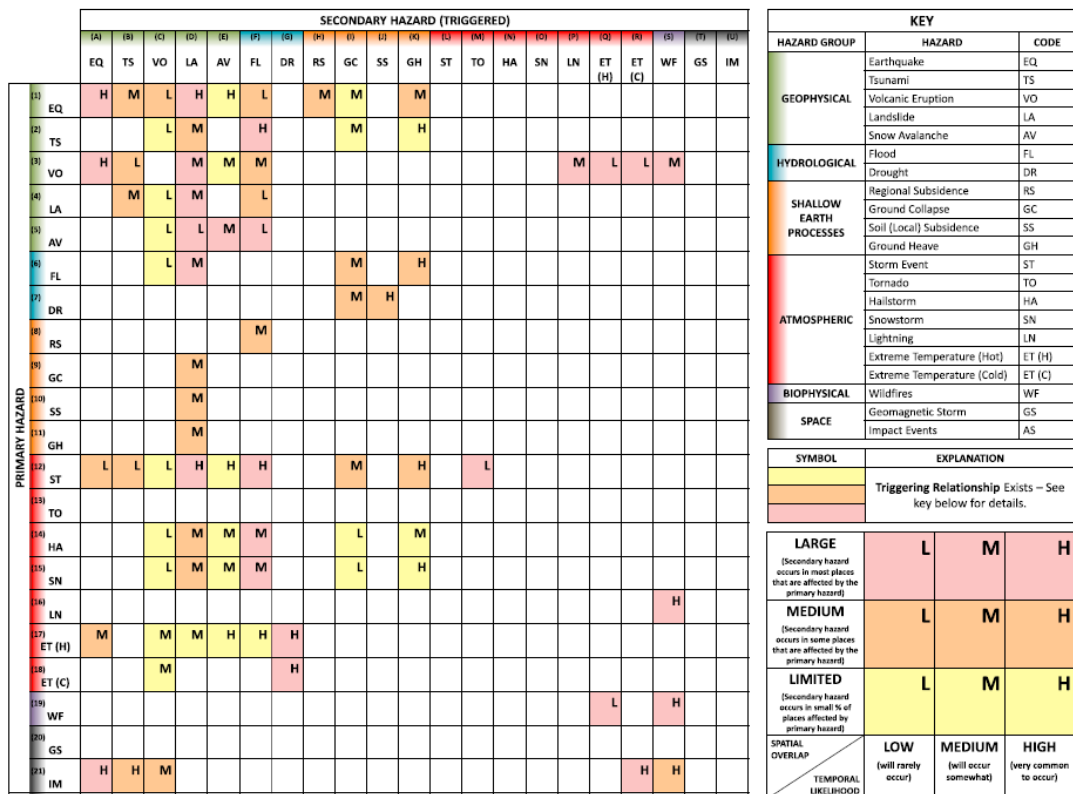 SECONDARY HAZARD (TRIGGERED)
(A) (B) (C) (D) (E) (F) (G) (H) (I) (J) (K) (L) (M) (N) (O) (P) (Q) (R) (S) (T) (U)
EQ TS VO LA AV FL DR RS GC SS GH ST TO HA SN LN ET (H) ET (C) WF GS IM
PRIMARY HAZARD
(1) EQ H M L H H L R M M M
(2) TS L M H M H
(3) VO H L M M M M L L M
(4) LA M L M L
(5) AV L L M L
(6) FL L M M H
(7) DR M H
(8) RS M
(9) GC M
(10) SS M
(11) GH M
(12) ST L L L H H H M H L
(13) TO
(14) HA L M M M L M
(15) SN L M M M L H
(16) LN H
(17) ET (H) M M M H H H
(18) ET (C) M H
(19) WF L H
(20) GS
(21) IM H H M H H
KEY
HAZARD GROUP HAZARD CODE
GEOPHYSICAL
Earthquake EQ
Tsunami TS
Volcanic Eruption VO
Landslide LA
Snow Avalanche AV
HYDROLOGICAL
Flood FL
Drought DR
SHALLOW
EARTH
PROCESSES
Regional Subsidence RS
Ground Collapse GC
Soil (Local) Subsidence SS
Ground Heave GH
ATMOSPHERIC
Storm Event ST
Tornado TO
Hailstorm HA
Snowstorm SN
Lightning LN
Extreme Temperature (Hot) ET (H)
Extreme Temperature (Cold) ET (C)
BIOPHYSICAL
Wildfires WF
SPACE
Geomagnetic Storm GS
Impact Events AS
SYMBOL EXPLANATION
Triggering Relationship Exists – See
key below for details.
LARGE
(Secondary hazard
occurs in most places
that are affected by the
primary hazard)
L M H
MEDIUM
(Secondary hazard
occurs in some places
that are affected by the
primary hazard)
L M H
LIMITED
(Secondary hazard
occurs in small % of
places affected by
primary hazard)
L M H
SPATIAL
OVERLAP
TEMPORAL
LIKELIHOOD
LOW
(will rarely
occur)
MEDIUM
(will occur
somewhat)
HIGH
(very common
to occur)